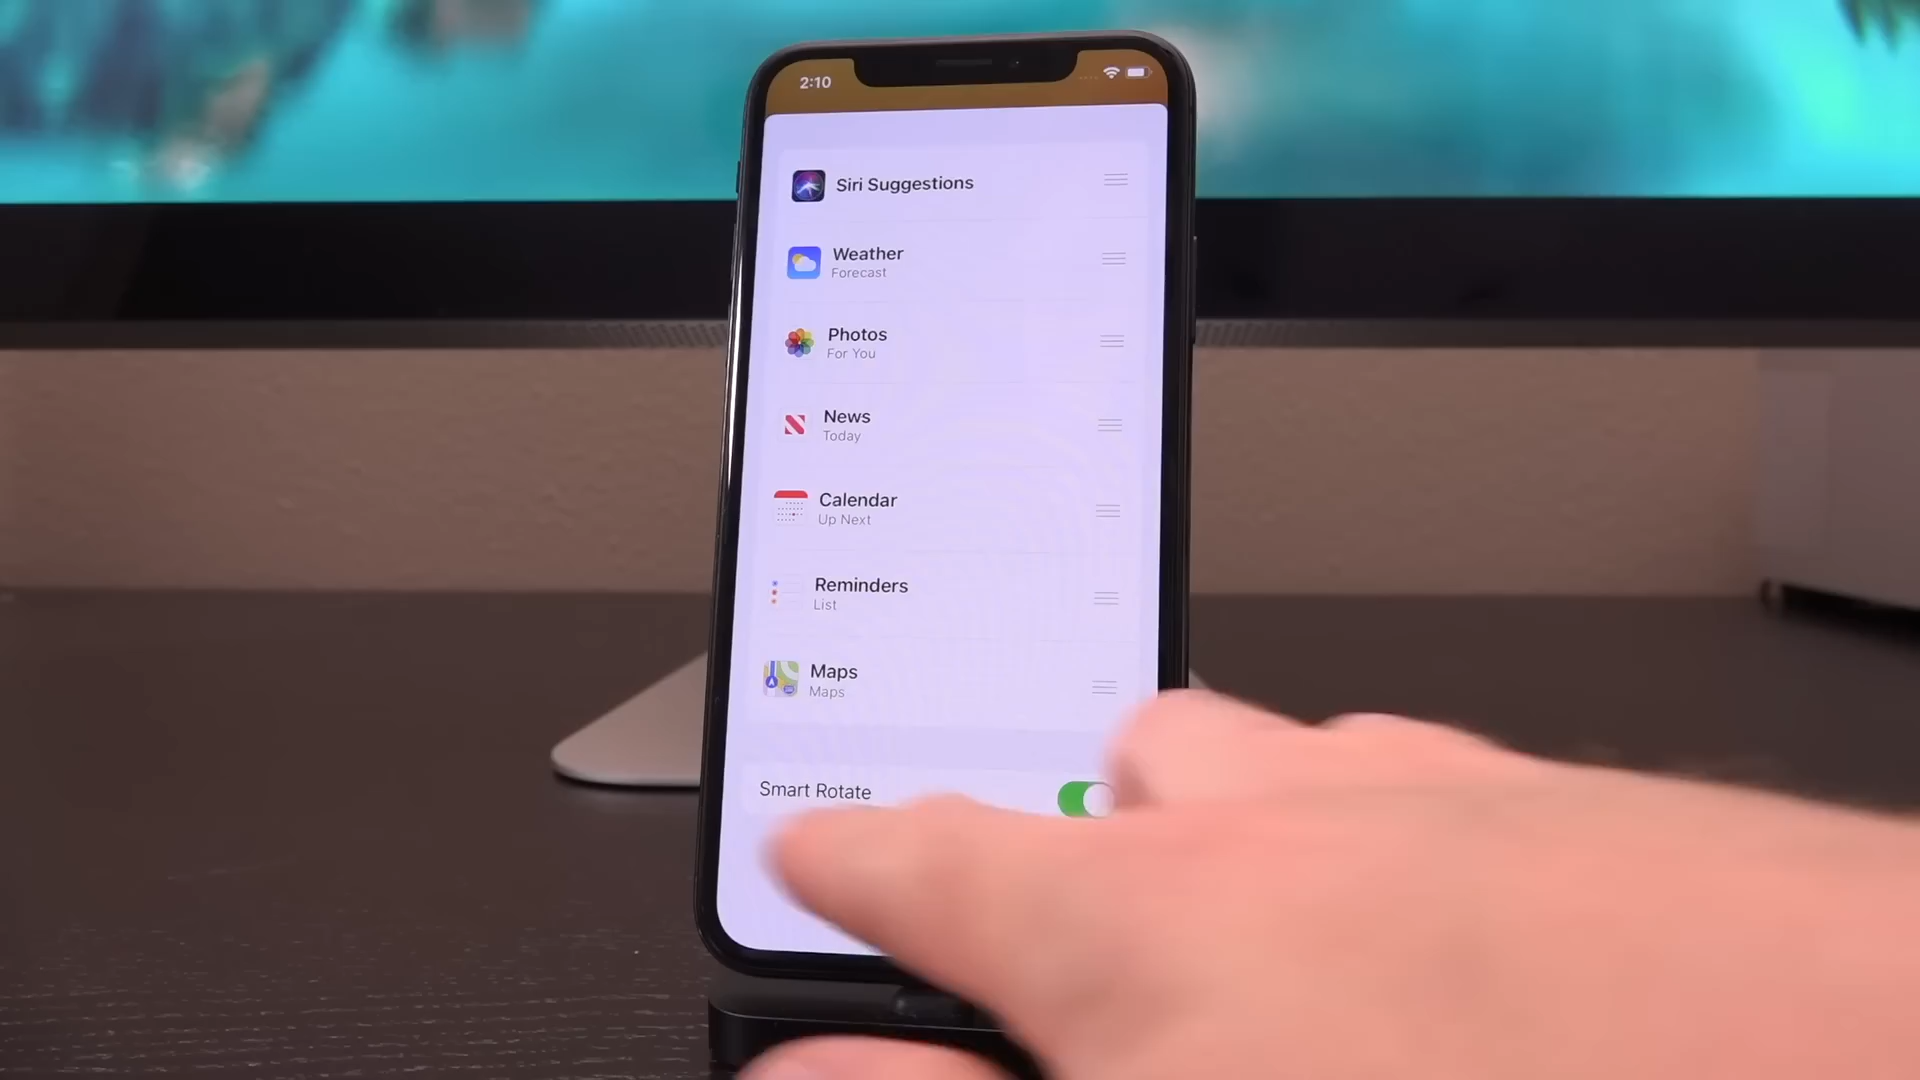 2:10
Siri Suggestions
Weather
Forecast
Photos
For You
News
Today
Calendar
Up Next
Reminders
List
Maps
Maps
Smart Rotate